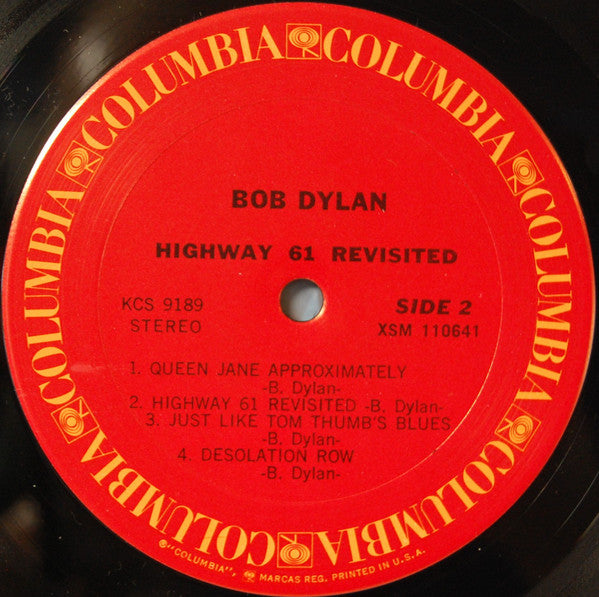 COLUMBIA COLUMBIA COLUMBIA COLUMBIA COLUMBIA COLUMBIA COLUMBIA COLUMBIA
BOB DYLAN
HIGHWAY 61 REVISITED
KCS 9189 SIDE 2
STEREO XSM 110641
1. QUEEN JANE APPROXIMATELY
-B. Dylan-
2. HIGHWAY 61 REVISITED -B. Dylan-
3. JUST LIKE TOM THUMB'S BLUES
-B. Dylan-
4. DESOLATION ROW
-B. Dylan-
®"COLUMBIA", MARCAS REG. PRINTED IN U.S.A.